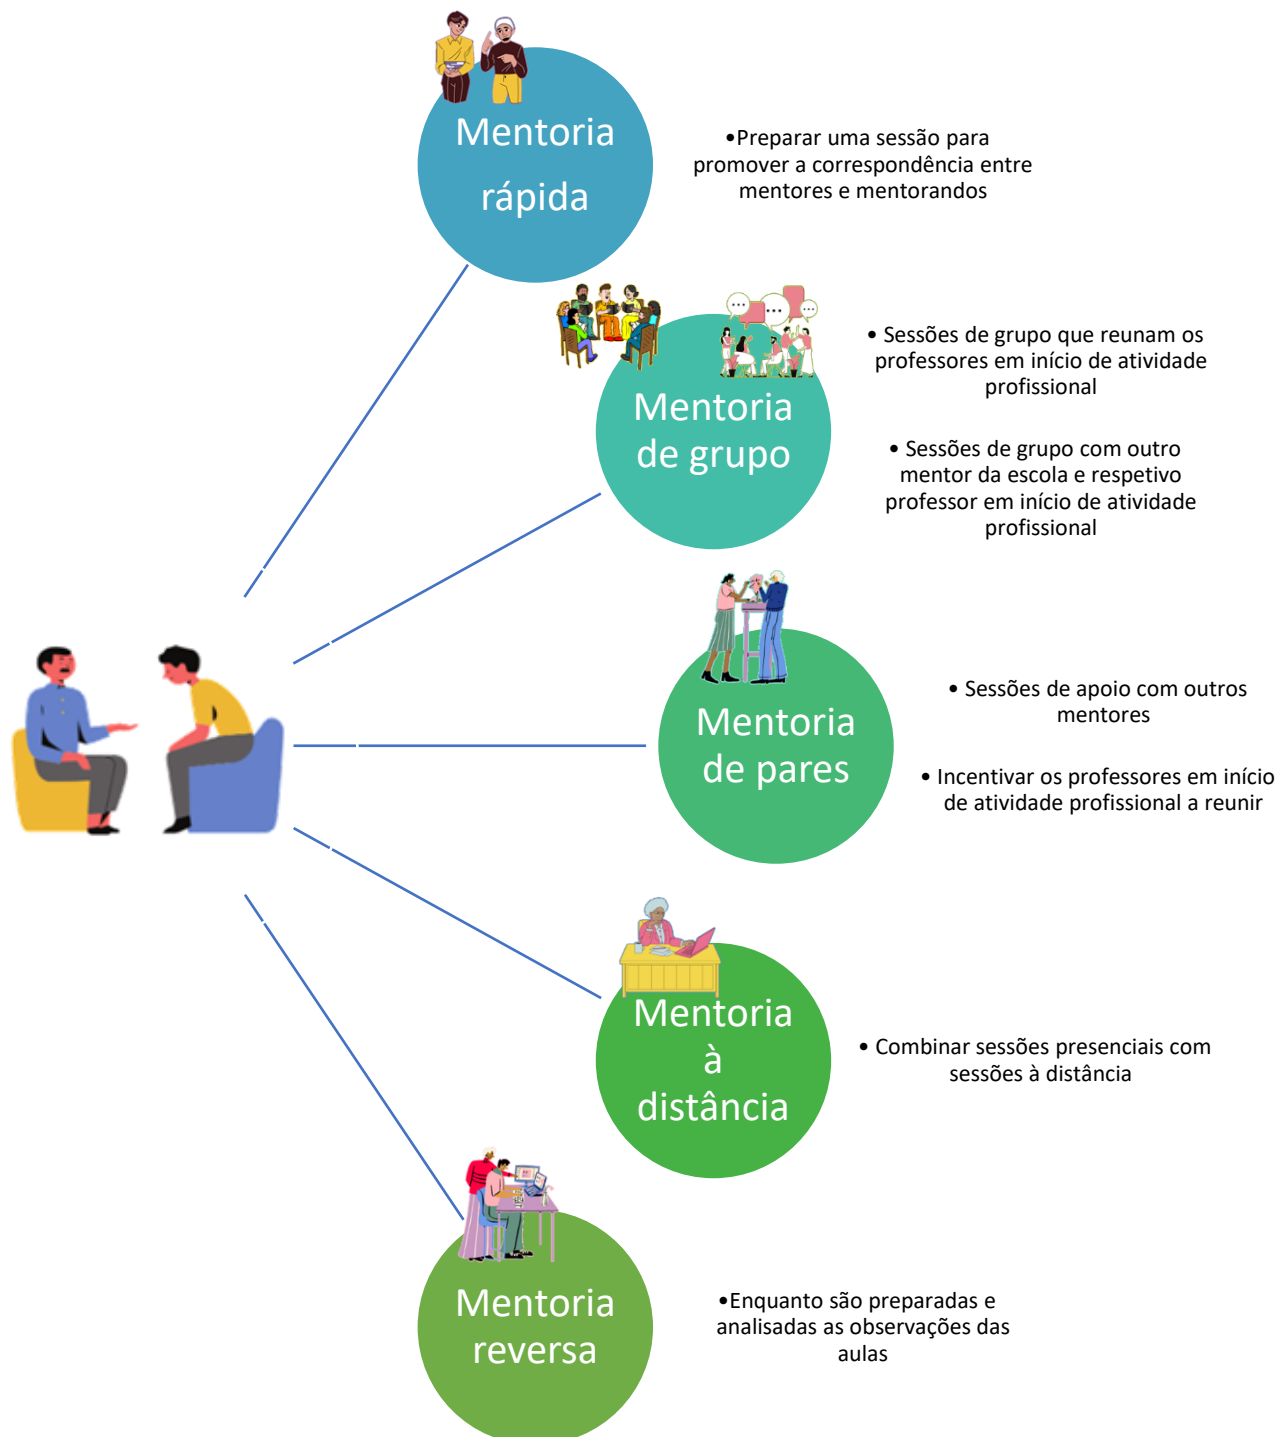 Mentoria
rápida
•Preparar uma sessão para
promover a correspondência entre
mentores e mentorandos
Mentoria
de grupo
• Sessões de grupo que reunam os
professores em início de atividade
profissional
• Sessões de grupo com outro
mentor da escola e respetivo
professor em início de atividade
profissional
Mentoria
de pares
• Sessões de apoio com outros
mentores
• Incentivar os professores em início
de atividade profissional a reunir
Mentoria
à
distância
• Combinar sessões presenciais com
sessões à distância
Mentoria
reversa
•Enquanto são preparadas e
analisadas as observações das
aulas